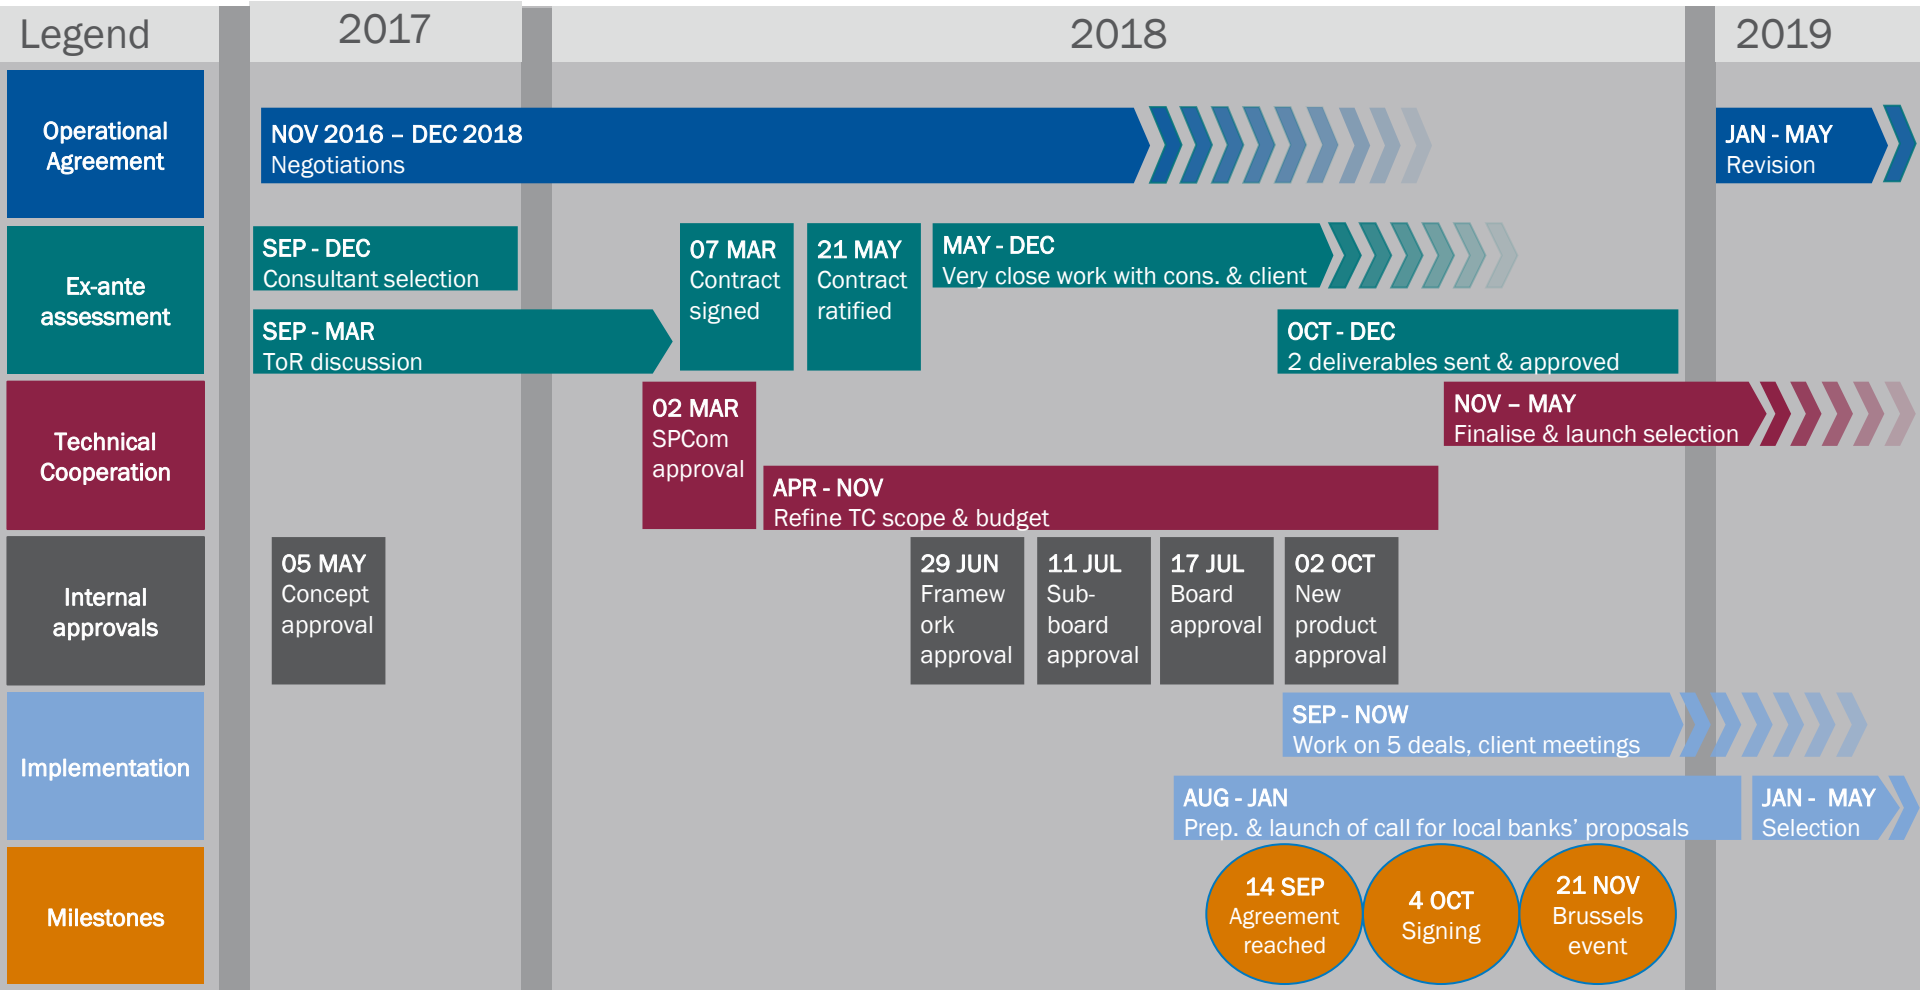 Legend
2017
2018
2019
Operational
Agreement
NOV 2016 – DEC 2018
Negotiations
JAN - MAY
Revision
Ex-ante
assessment
SEP - DEC
Consultant selection
SEP - MAR
ToR discussion
07 MAR
Contract
signed
21 MAY
Contract
ratified
MAY - DEC
Very close work with cons. & client
OCT - DEC
2 deliverables sent & approved
Technical
Cooperation
02 MAR
SPCom
approval
APR - NOV
Refine TC scope & budget
NOV – MAY
Finalise & launch selection
Internal
approvals
05 MAY
Concept
approval
29 JUN
Framew
ork
approval
11 JUL
Sub-
board
approval
17 JUL
Board
approval
02 OCT
New
product
approval
Implementation
SEP - NOW
Work on 5 deals, client meetings
AUG - JAN
Prep. & launch of call for local banks’ proposals
JAN -  MAY
Selection
Milestones
14 SEP
Agreement
reached
4 OCT
Signing
21 NOV
Brussels
event